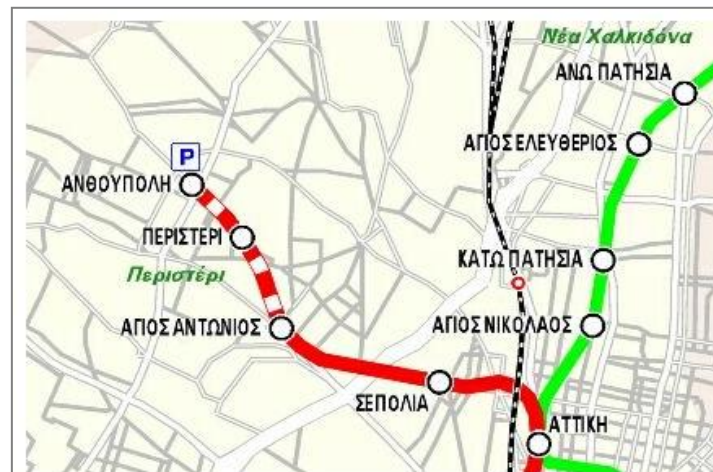 Νέα Χαλκιδόνα
ΑΝΩ ΠΑΤΗΣΙΑ
ΑΓΙΟΣ ΕΛΕΥΘΕΡΙΟΣ
P
ΑΝΘΟΥΠΟΛΗ
ΠΕΡΙΣΤΕΡΙ
ΚΑΤΩ ΠΑΤΗΣΙΑ
Περιστέρι
ΑΓΙΟΣ ΑΝΤΩΝΙΟΣ
ΑΓΙΟΣ ΝΙΚΟΛΑΟΣ
ΣΕΠΟΛΙΑ
ΑΤΤΙΚΗ